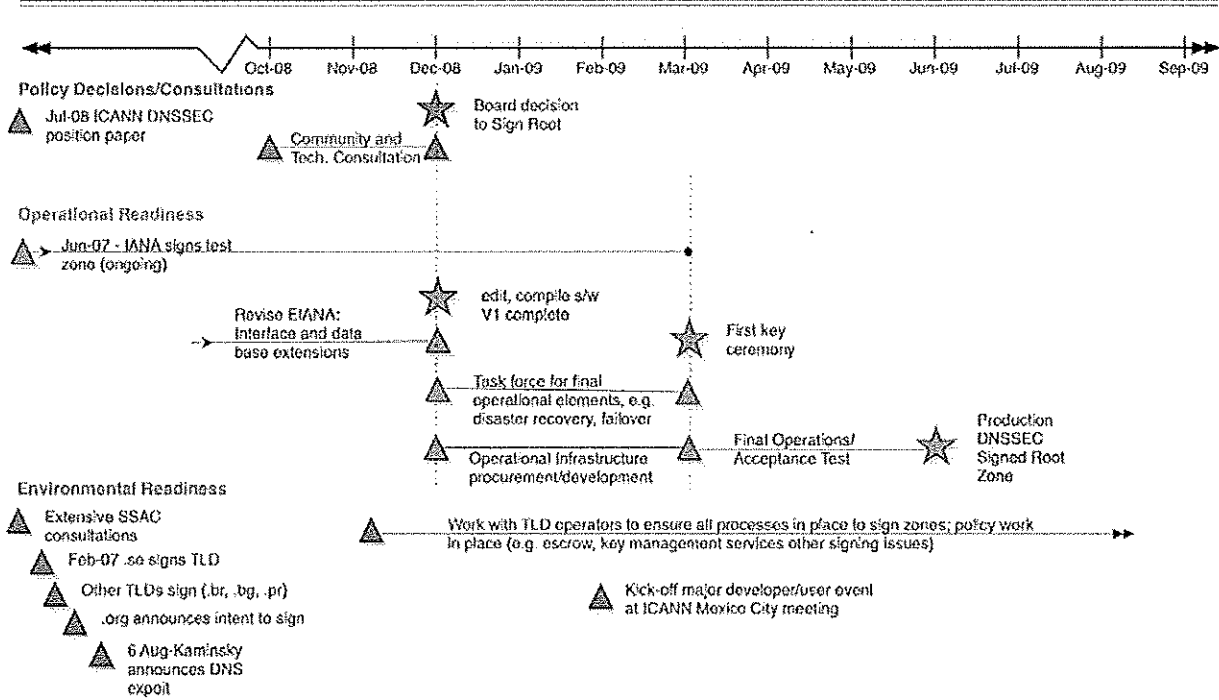 Oct-08 Nov-08 Dec-08 Jan-09 Feb-09 Mar-09 Apr-09 May-09 Jun-09 Jul-09 Aug-09 Sep-09
Policy Decisions/Consultations
Jul-08 ICANN DNSSEC
position paper
Community and
Tech. Consultation
Board decision
to Sign Root
Operational Readiness
Jun-07 - IANA signs test
zone (ongoing)
edit, compile s/w
V1 complete
Revise EIANA:
Interface and data
base extensions
First key
ceremony
Task force for final
operational elements, e.g.
disaster recovery, failover
Operational Infrastructure
procurement/development
Final Operations/
Acceptance Test
Production
DNSSEC
Signed Root
Zone
Environmental Readiness
Extensive SSAC
consultations
Feb-07 .se signs TLD
Other TLDs sign (.br, .bg, .pr)
.org announces intent to sign
6 Aug-Kaminsky
announces DNS
expoit
Work with TLD operators to ensure all processes in place to sign zones; policy work
in place (e.g. escrow, key management services other signing issues)
Kick-off major developer/user event
at ICANN Mexico City meeting